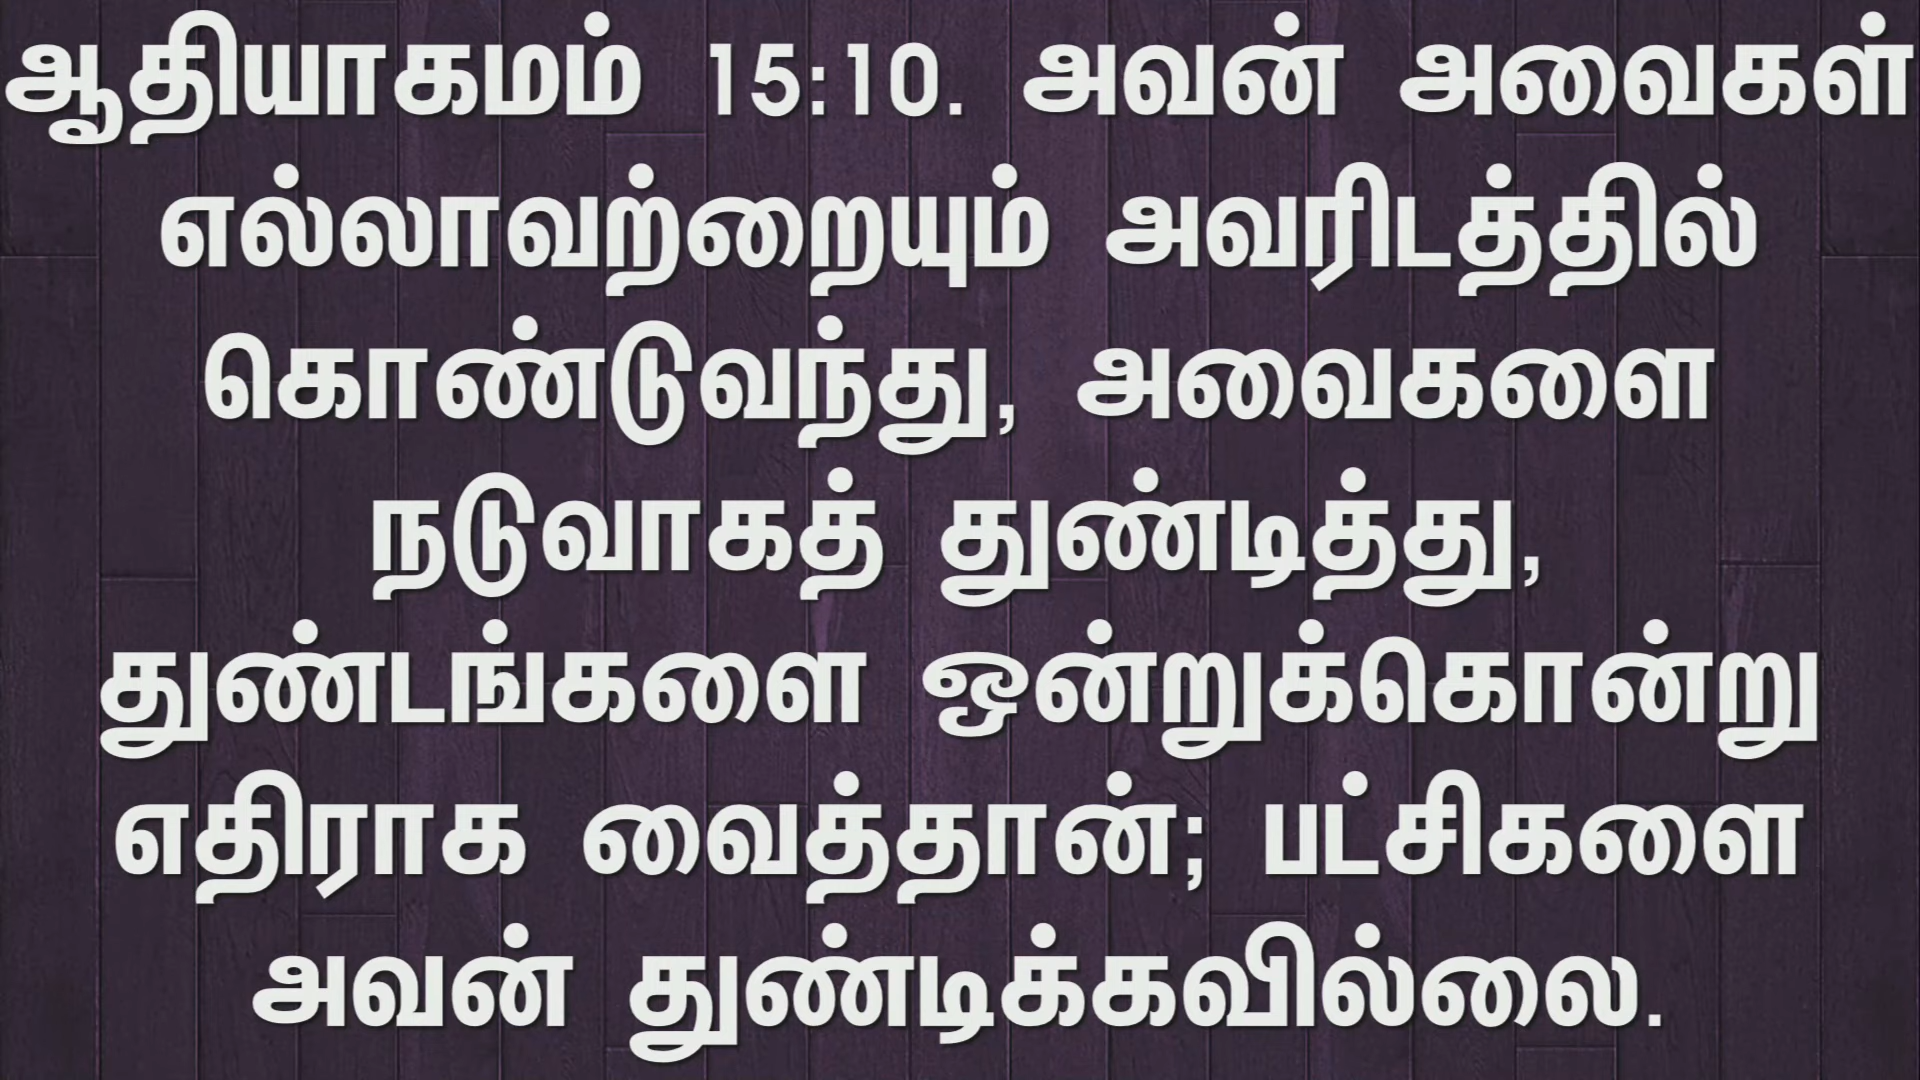 ஆதியாகமம் 15:10. அவன் அவைகள்
எல்லாவற்றையும் அவரிடத்தில்
கொண்டுவந்து, அவைகளை
நடுவாகத் துண்டித்து,
துண்டங்களை ஒன்றுக்கொன்று
எதிராக வைத்தான்; பட்சிகளை
அவன் துண்டிக்கவில்லை.